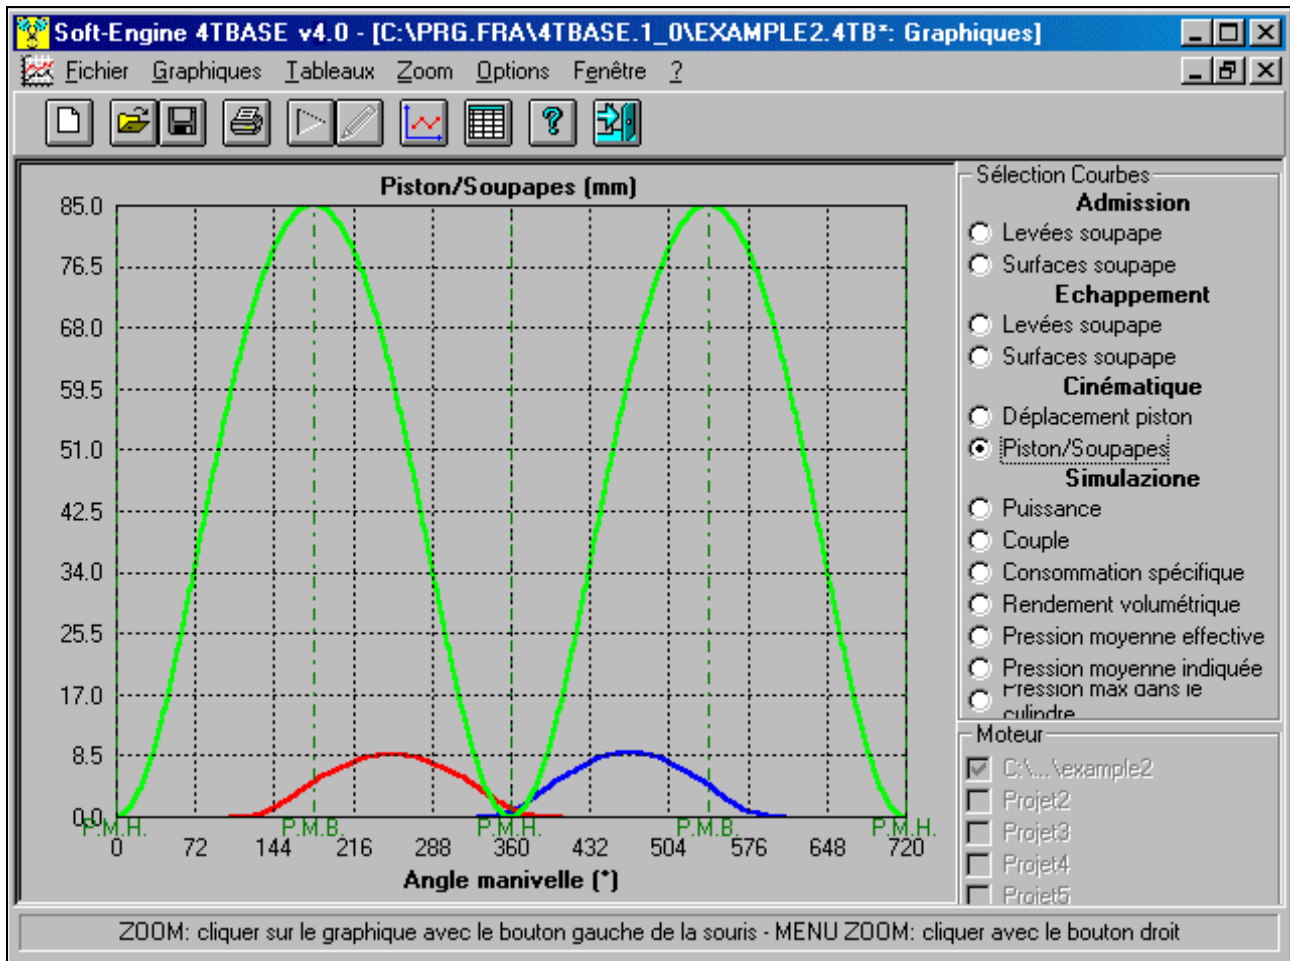 Soft-Engine 4TBASE v4.0 - [C:\PRG.FRA\4TBASE.1_0\EXAMPLE2.4TB*: Graphiques]
Fichier Graphiques Tableaux Zoom Options Fenêtre ?
Piston/Soupapes (mm)
85.0
76.5
68.0
59.5
51.0
42.5
34.0
25.5
17.0
8.5
0.0
P.M.H. P.M.B. P.M.H. P.M.B. P.M.H.
0 72 144 216 288 360 432 504 576 648 720
Angle manivelle (°)
Sélection Courbes
Admission
Levées soupape
Surfaces soupape
Echappement
Levées soupape
Surfaces soupape
Cinématique
Déplacement piston
Piston/Soupapes
Simulazione
Puissance
Couple
Consommation spécifique
Rendement volumétrique
Pression moyenne effective
Pression moyenne indiquée
Pression max dans le
culindre
Moteur
C:\...\example2
Projet2
Projet3
Projet4
Projet5
ZOOM: cliquer sur le graphique avec le bouton gauche de la souris - MENU ZOOM: cliquer avec le bouton droit